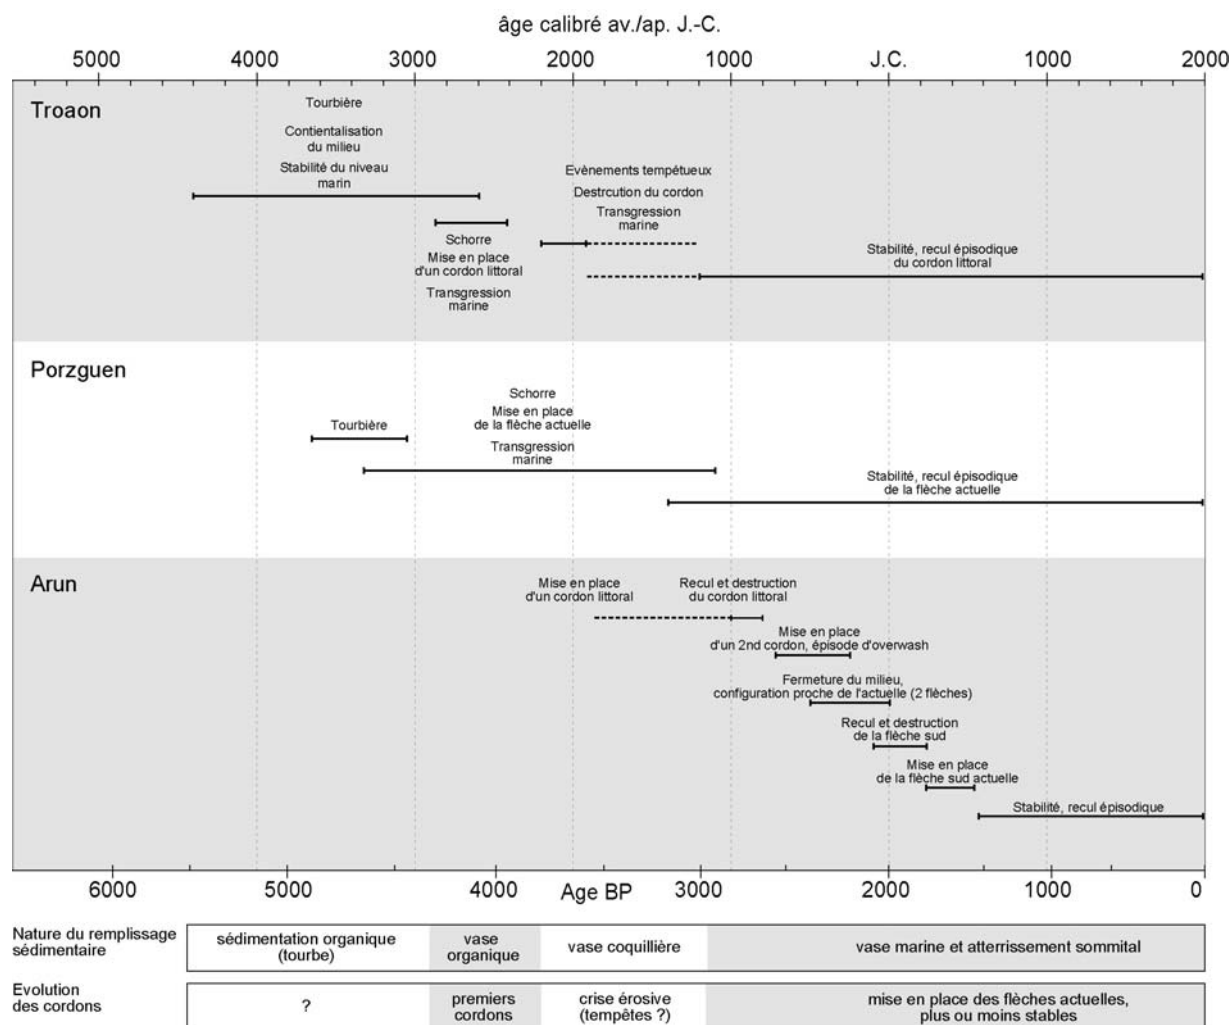 âge calibré av./ap. J.-C.
5000 4000 3000 2000 1000 J.C. 1000 2000
Troaon
Tourbière
Contientalisation
du milieu
Stabilité du niveau
marin
Schorre
Mise en place
d'un cordon littoral
Transgression
marine
Evènements tempétueux
Destrcution du cordon
Transgression
marine
Stabilité, recul épisodique
du cordon littoral
Porzguen
Tourbière
Schorre
Mise en place
de la flèche actuelle
Transgression
marine
Stabilité, recul épisodique
de la flèche actuelle
Arun
Mise en place
d'un cordon littoral
Recul et destruction
du cordon littoral
Mise en place
d'un 2nd cordon, épisode d'overwash
Fermeture du milieu,
configuration proche de l'actuelle (2 flèches)
Recul et destruction
de la flèche sud
Mise en place
de la flèche sud actuelle
Stabilité, recul épisodique
6000 5000 4000 Age BP 3000 2000 1000 0
Nature du remplissage
sédimentaire
sédimentation organique
(tourbe)
vase
organique
vase coquillière
vase marine et atterrissement sommital
Evolution
des cordons
?
premiers
cordons
crise érosive
(tempêtes ?)
mise en place des flèches actuelles,
plus ou moins stables